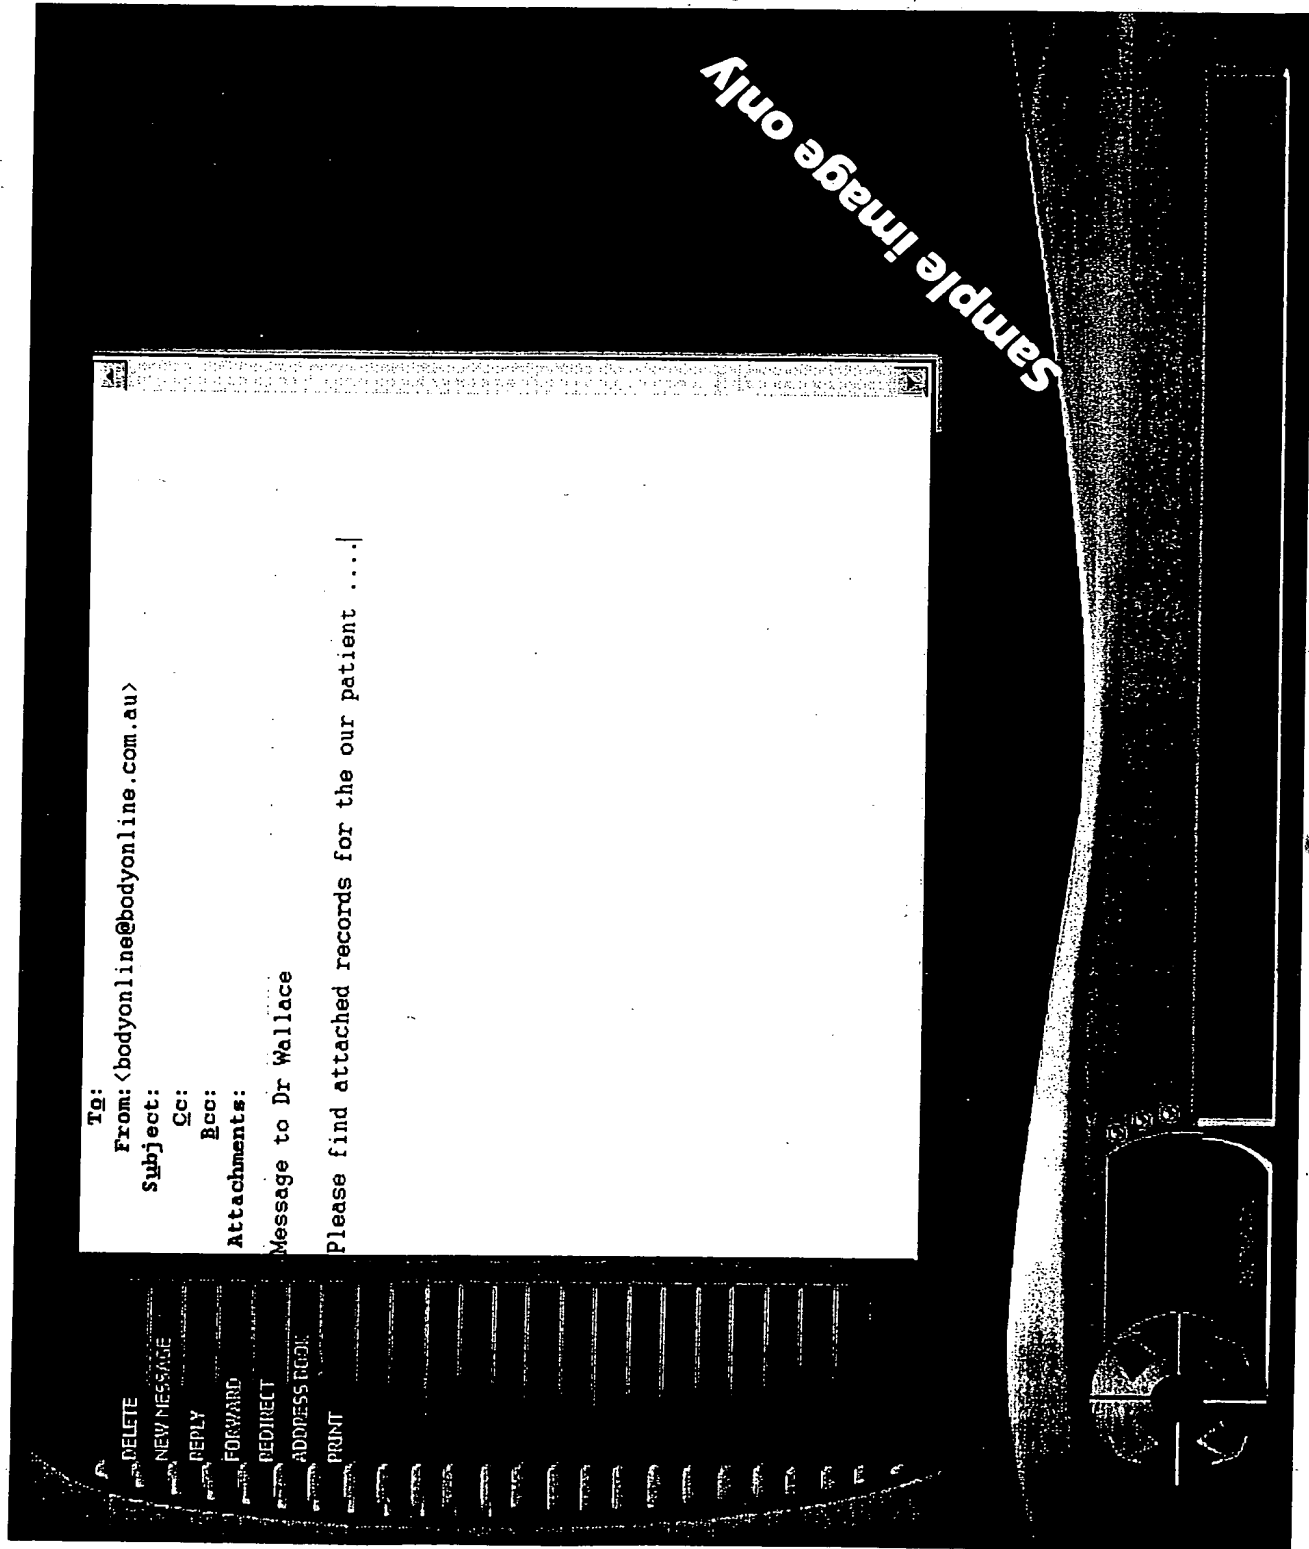 Sample image only
To:
From:<bodyonline@bodyonline.com.au>
Subject:
Cc:
Bcc:
Attachments:
Message to Dr Wallace
Please find attached records for the our patient ....
DELETE
NEW MESSAGE
REPLY
FORWARD
REDIRECT
ADDRESS BOOK
PRINT